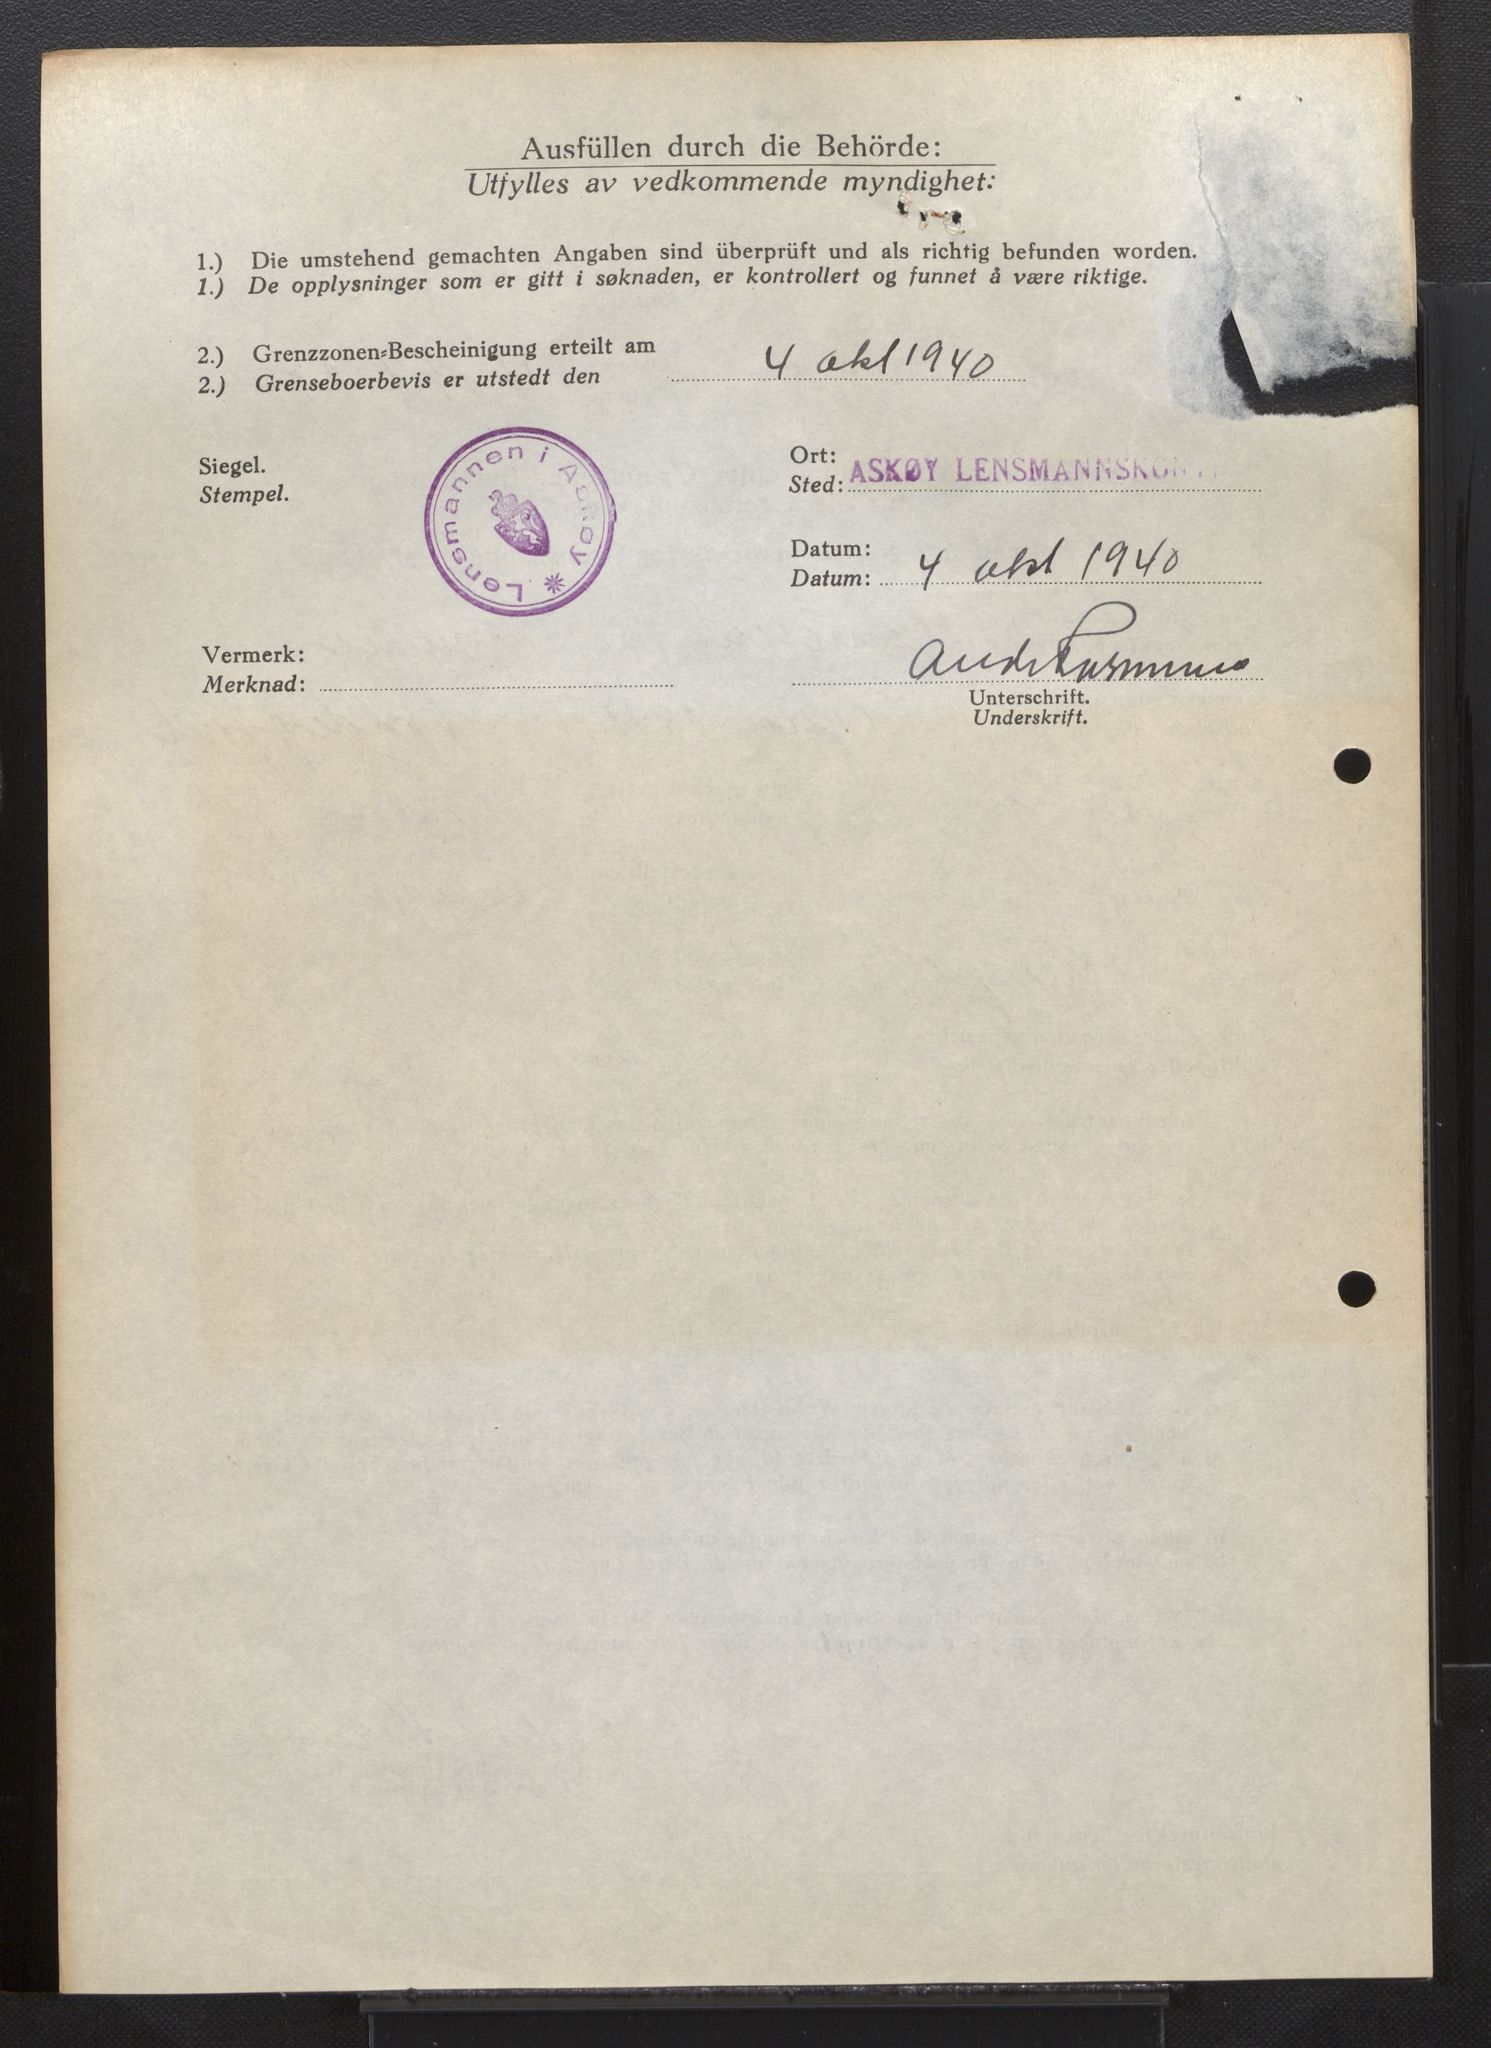 Ausfüllen durch die Behörde:
Utfylles av vedkommende myndighet:
1.) Die umstehend gemachten Angaben sind überprüft und als richtig befunden worden.
1.) De opplysninger som er gitt i søknaden, er kontrollert og funnet å være riktige.
2.) Grenzzonen-Bescheinigung erteilt am
2.) Grenseboerbevis er utstedt den 4 okt 1940
Siegel.
Stempel.
Lensmannen i Askøy *
Ort:
Sted: ASKØY LENSMANNSKON
Datum:
Datum: 4 okt 1940
Vermerk:
Merknad:
Unterschrift.
Underskrift.